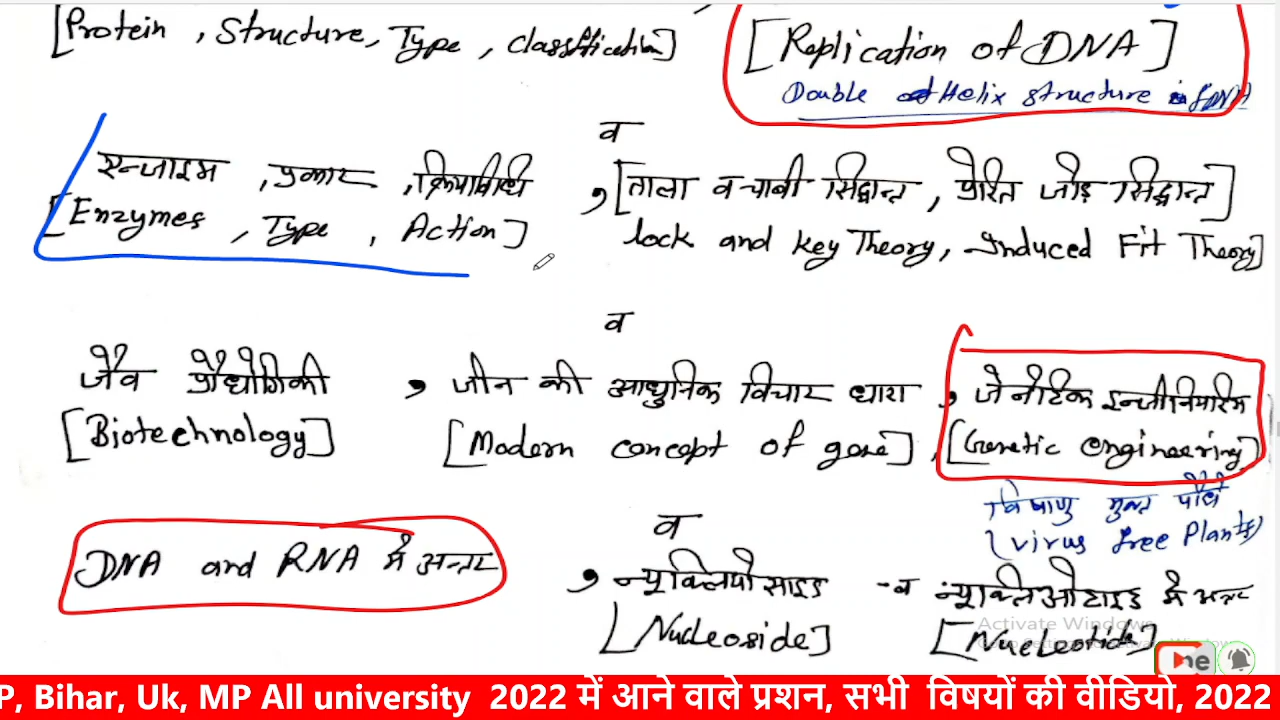 [Protein , Structure, Type , Classification]
[Replication of DNA]
Double Helix structure of DNA
व
एन्जाइम , प्रकार , क्रियाविधि , [ताला व चाबी सिद्धान्त , प्रेरित जोड़ सिद्धान्त]
[Enzymes , Type , Action] lock and key Theory, Induced Fit Theory]
व
जैव प्रौधोगिकी , जीन की आधुनिक विचार धारा , जेनेटिक इन्जीनियरिंग
[Biotechnology] [Modern concept of gene] , [Genetic engineering]
विषाणु मुक्त पौधे
(virus free Plants)
व
DNA and RNA में अन्तर , न्यूक्लियोसाइड - व न्यूक्लिओटाइड में अन्तर
[Nucleoside] [Nucleotide]
Activate Windows
P, Bihar, Uk, MP All university 2022 में आने वाले प्रशन, सभी विषयों की वीडियो, 2022